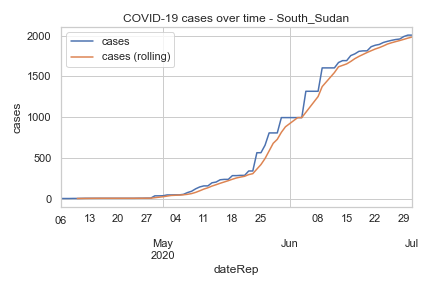 COVID-19 cases over time - South_Sudan
cases
cases (rolling)
2000
1500
1000
500
0
cases
06 13 20 27 04 11 18 25 08 15 22 29
May Jun Jul
2020
dateRep